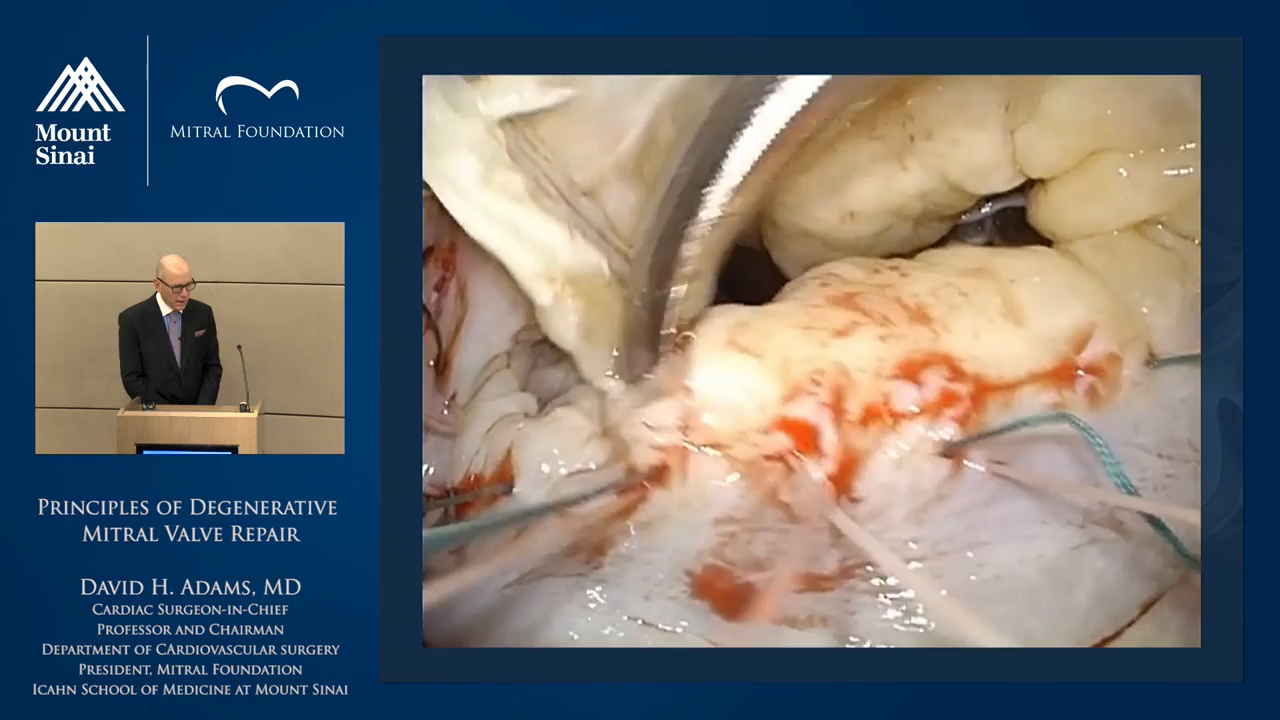 Mount
Sinai
MITRAL FOUNDATION
PRINCIPLES OF DEGENERATIVE
MITRAL VALVE REPAIR
DAVID H. ADAMS, MD
CARDIAC SURGEON-IN-CHIEF
PROFESSOR AND CHAIRMAN
DEPARTMENT OF CARDIOVASCULAR SURGERY
PRESIDENT, MITRAL FOUNDATION
ICAHN SCHOOL OF MEDICINE AT MOUNT SINAI